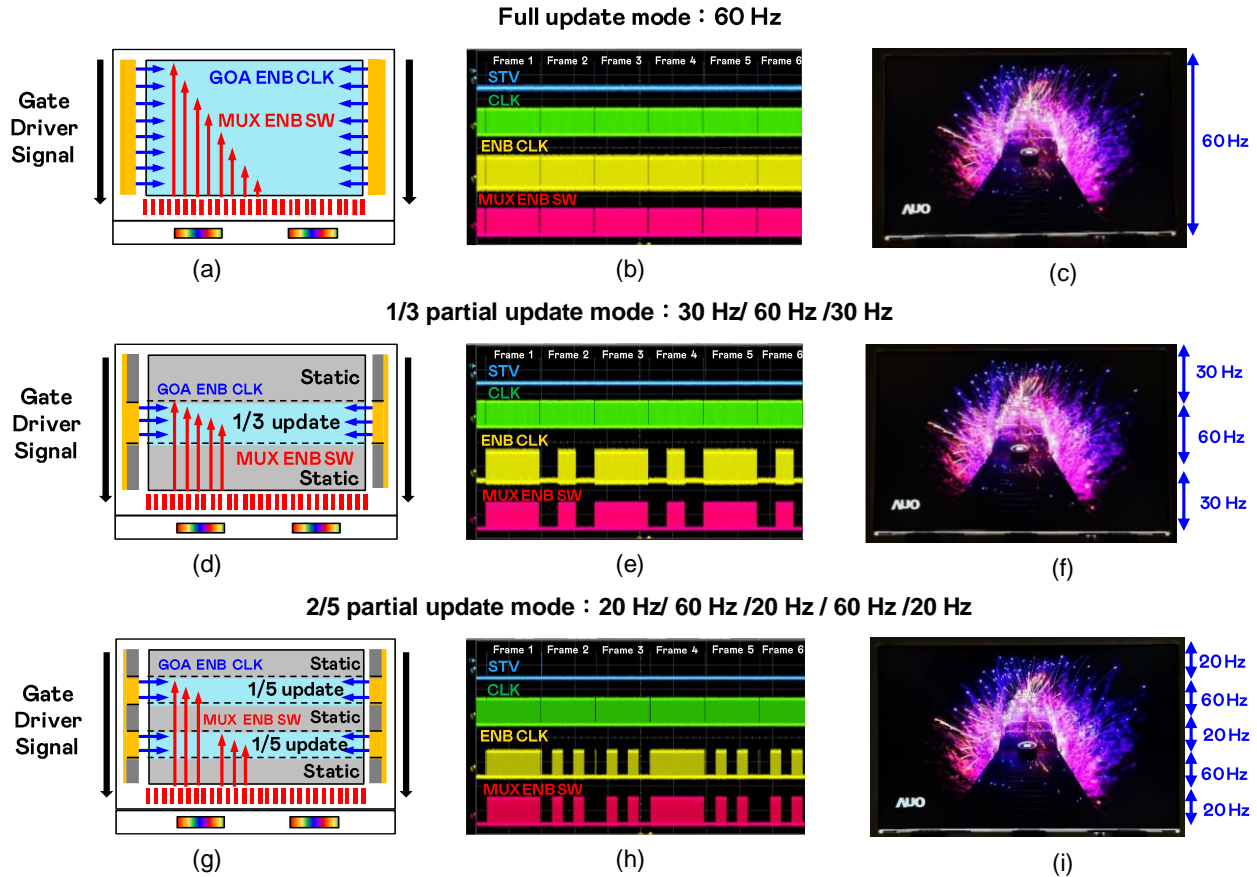 Full update mode：60 Hz
Gate
Driver
Signal
GOA ENB CLK
MUX ENB SW
(a)
Frame 1 Frame 2 Frame 3 Frame 4 Frame 5 Frame 6
STV
CLK
ENB CLK
MUX ENB SW
(b)
AUO
60 Hz
(c)
1/3 partial update mode：30 Hz/ 60 Hz /30 Hz
Gate
Driver
Signal
Static
GOA ENB CLK
1/3 update
MUX ENB SW
Static
(d)
Frame 1 Frame 2 Frame 3 Frame 4 Frame 5 Frame 6
STV
CLK
ENB CLK
MUX ENB SW
(e)
AUO
30 Hz
60 Hz
30 Hz
(f)
2/5 partial update mode：20 Hz/ 60 Hz /20 Hz / 60 Hz /20 Hz
Gate
Driver
Signal
GOA ENB CLK Static
1/5 update
MUX ENB SW Static
1/5 update
Static
(g)
Frame 1 Frame 2 Frame 3 Frame 4 Frame 5 Frame 6
STV
CLK
ENB CLK
MUX ENB SW
(h)
AUO
20 Hz
60 Hz
20 Hz
60 Hz
20 Hz
(i)